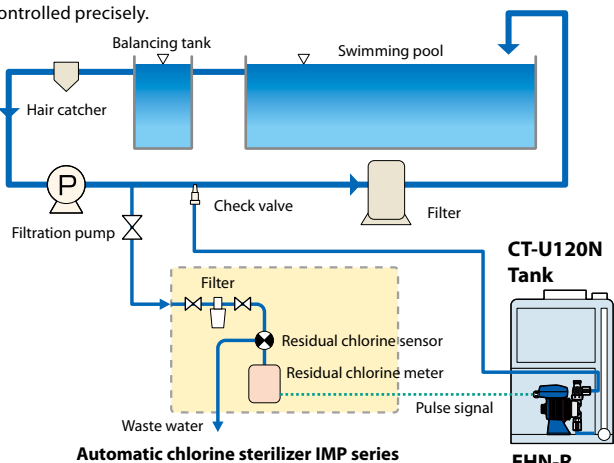 ontrolled precisely.
Balancing tank
Swimming pool
Hair catcher
P
Check valve
Filter
Filtration pump
CT-U120N
Tank
Filter
Residual chlorine sensor
Residual chlorine meter
Pulse signal
Waste water
Automatic chlorine sterilizer IMP series
EHN-R